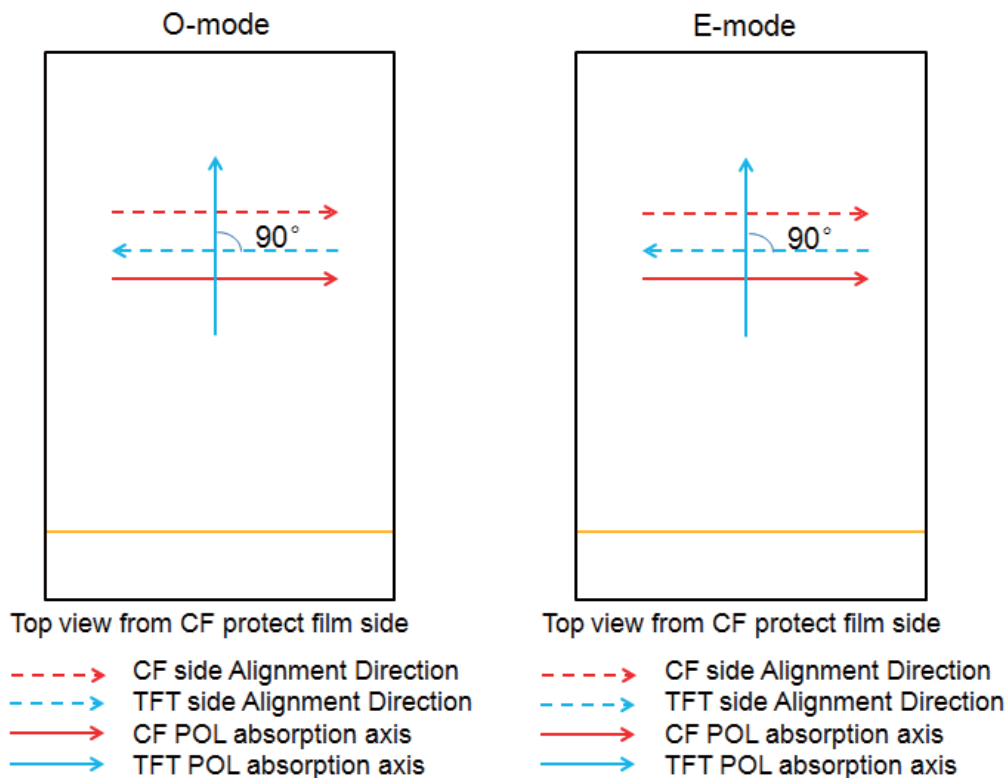 O-mode
90°
Top view from CF protect film side
CF side Alignment Direction
TFT side Alignment Direction
CF POL absorption axis
TFT POL absorption axis
E-mode
90°
Top view from CF protect film side
CF side Alignment Direction
TFT side Alignment Direction
CF POL absorption axis
TFT POL absorption axis